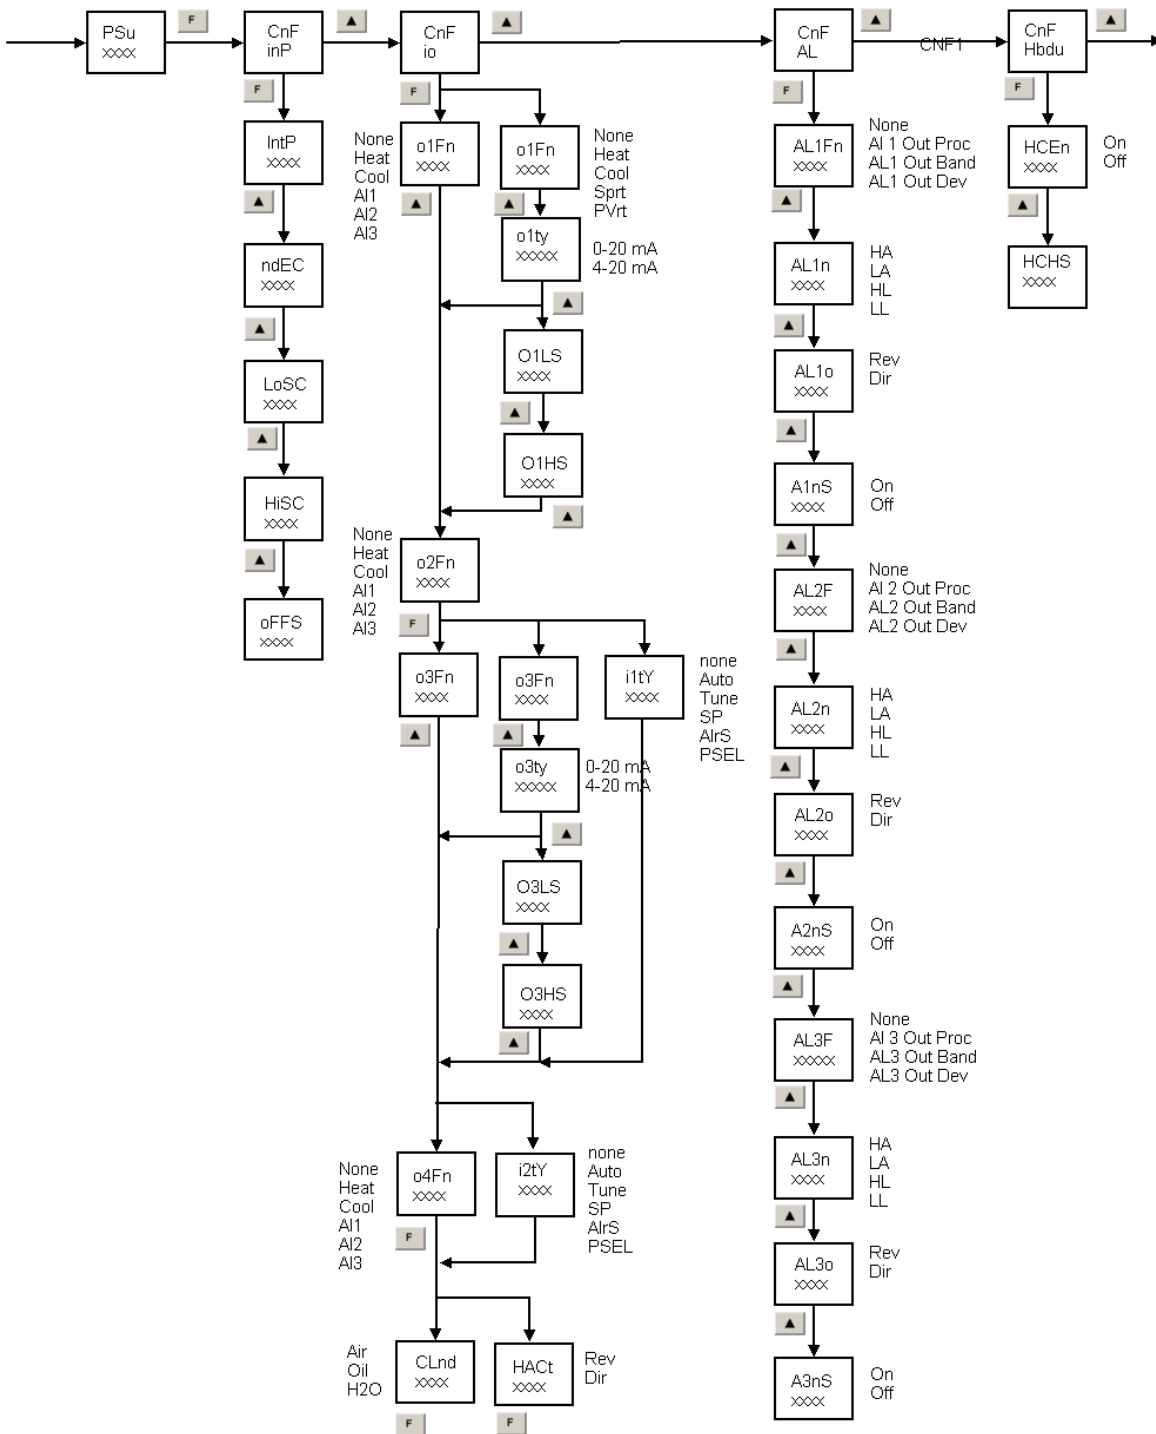 PSu
xxxx
F
CnF
inP
CnF
io
CnF
AL
CNF1
CnF
Hbdu
F
IntP
xxxx
ndEC
xxxx
LoSC
xxxx
HiSC
xxxx
oFFS
xxxx
F
None
Heat
Cool
Al1
Al2
Al3
o1Fn
xxxx
o1Fn
xxxx
None
Heat
Cool
Sprt
PVrt
o1ty
xxxxx
0-20 mA
4-20 mA
O1LS
xxxx
O1HS
xxxx
None
Heat
Cool
Al1
Al2
Al3
o2Fn
xxxx
F
o3Fn
xxxx
o3Fn
xxxx
i1tY
xxxx
none
Auto
Tune
SP
AlrS
PSEL
o3ty
xxxxx
0-20 mA
4-20 mA
O3LS
xxxx
O3HS
xxxx
None
Heat
Cool
Al1
Al2
Al3
o4Fn
xxxx
i2tY
xxxx
none
Auto
Tune
SP
AlrS
PSEL
F
Air
Oil
H2O
CLnd
xxxx
HACt
xxxx
Rev
Dir
F
F
F
AL1Fn
xxxx
None
Al 1 Out Proc
AL1 Out Band
AL1 Out Dev
AL1n
xxxx
HA
LA
HL
LL
AL1o
xxxx
Rev
Dir
A1nS
xxxx
On
Off
AL2F
xxxx
None
Al 2 Out Proc
AL2 Out Band
AL2 Out Dev
AL2n
xxxx
HA
LA
HL
LL
AL2o
xxxx
Rev
Dir
A2nS
xxxx
On
Off
AL3F
xxxxx
None
Al 3 Out Proc
AL3 Out Band
AL3 Out Dev
AL3n
xxxx
HA
LA
HL
LL
AL3o
xxxx
Rev
Dir
A3nS
xxxx
On
Off
F
HCEn
xxxx
On
Off
HCHS
xxxx